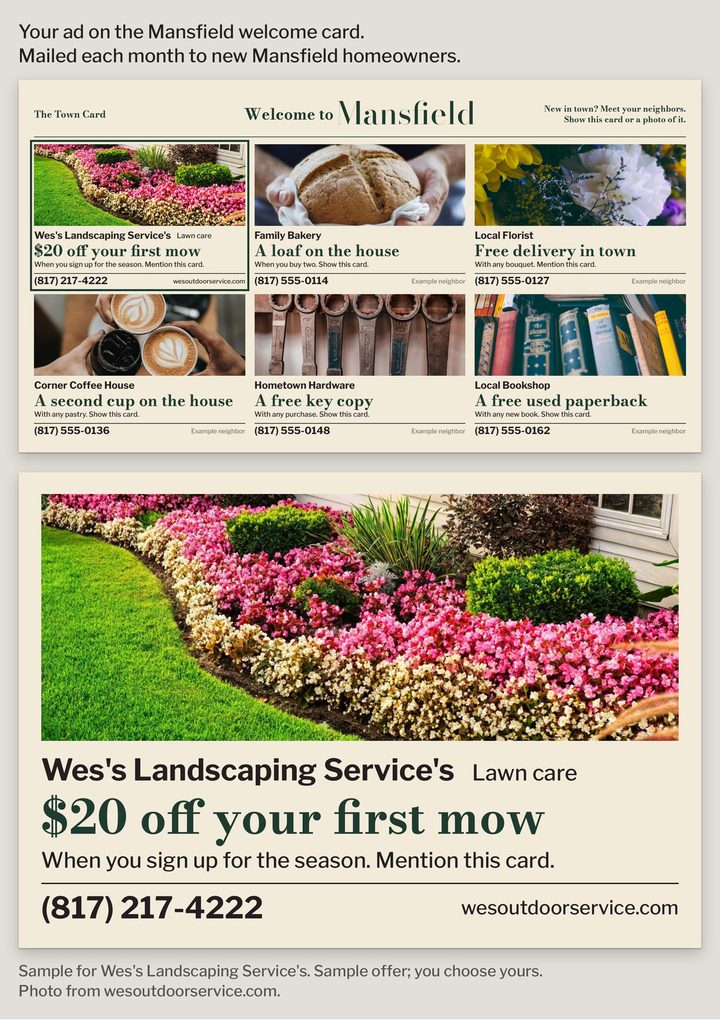 Your ad on the Mansfield welcome card.
Mailed each month to new Mansfield homeowners.
The Town Card
Welcome to Mansfield
New in town? Meet your neighbors.
Show this card or a photo of it.
Wes's Landscaping Service's Lawn care
$20 off your first mow
When you sign up for the season. Mention this card.
(817) 217-4222 wesoutdoorservice.com
Family Bakery
A loaf on the house
When you buy two. Show this card.
(817) 555-0114 Example neighbor
Local Florist
Free delivery in town
With any bouquet. Mention this card.
(817) 555-0127 Example neighbor
Corner Coffee House
A second cup on the house
With any pastry. Show this card.
(817) 555-0136 Example neighbor
Hometown Hardware
A free key copy
With any purchase. Show this card.
(817) 555-0148 Example neighbor
Local Bookshop
A free used paperback
With any new book. Show this card.
(817) 555-0162 Example neighbor
Wes's Landscaping Service's Lawn care
$20 off your first mow
When you sign up for the season. Mention this card.
(817) 217-4222 wesoutdoorservice.com
Sample for Wes's Landscaping Service's. Sample offer; you choose yours.
Photo from wesoutdoorservice.com.